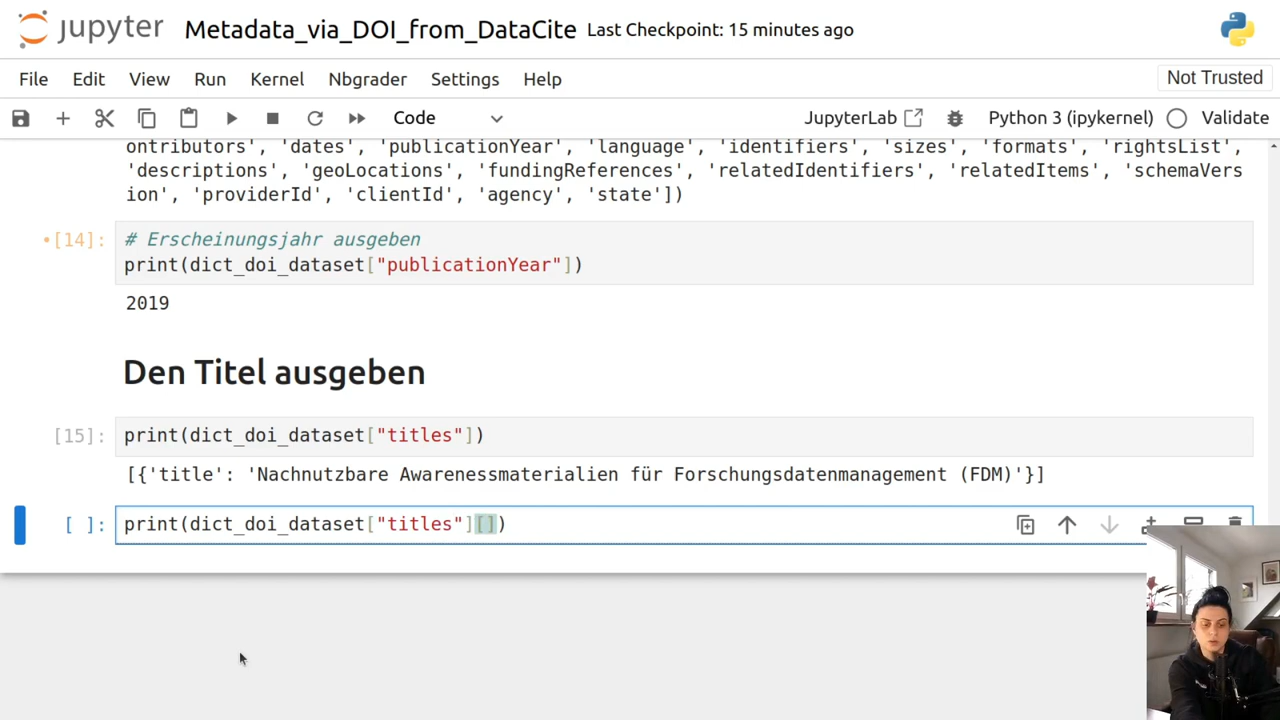 jupyter Metadata_via_DOI_from_DataCite Last Checkpoint: 15 minutes ago
File Edit View Run Kernel Nbgrader Settings Help Not Trusted
Code JupyterLab Python 3 (ipykernel) Validate
ontributors', 'dates', 'publicationYear', 'language', 'identifiers', 'sizes', 'formats', 'rightsList',
'descriptions', 'geoLocations', 'fundingReferences', 'relatedIdentifiers', 'relatedItems', 'schemaVers
ion', 'providerId', 'clientId', 'agency', 'state'])
•[14]: # Erscheinungsjahr ausgeben
print(dict_doi_dataset["publicationYear"])
2019
Den Titel ausgeben
[15]: print(dict_doi_dataset["titles"])
[{'title': 'Nachnutzbare Awarenessmaterialien für Forschungsdatenmanagement (FDM)'}]
[ ]: print(dict_doi_dataset["titles"][])